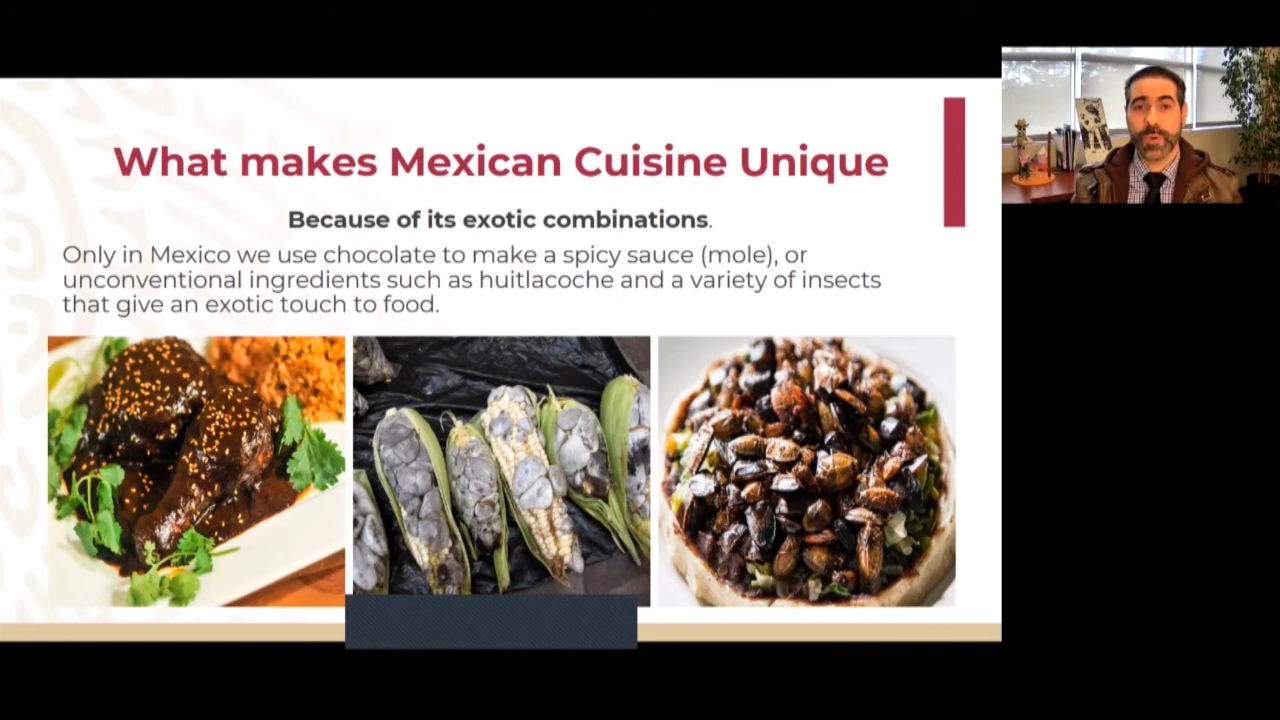 What makes Mexican Cuisine Unique
Because of its exotic combinations.
Only in Mexico we use chocolate to make a spicy sauce (mole), or
unconventional ingredients such as huitlacoche and a variety of insects
that give an exotic touch to food.